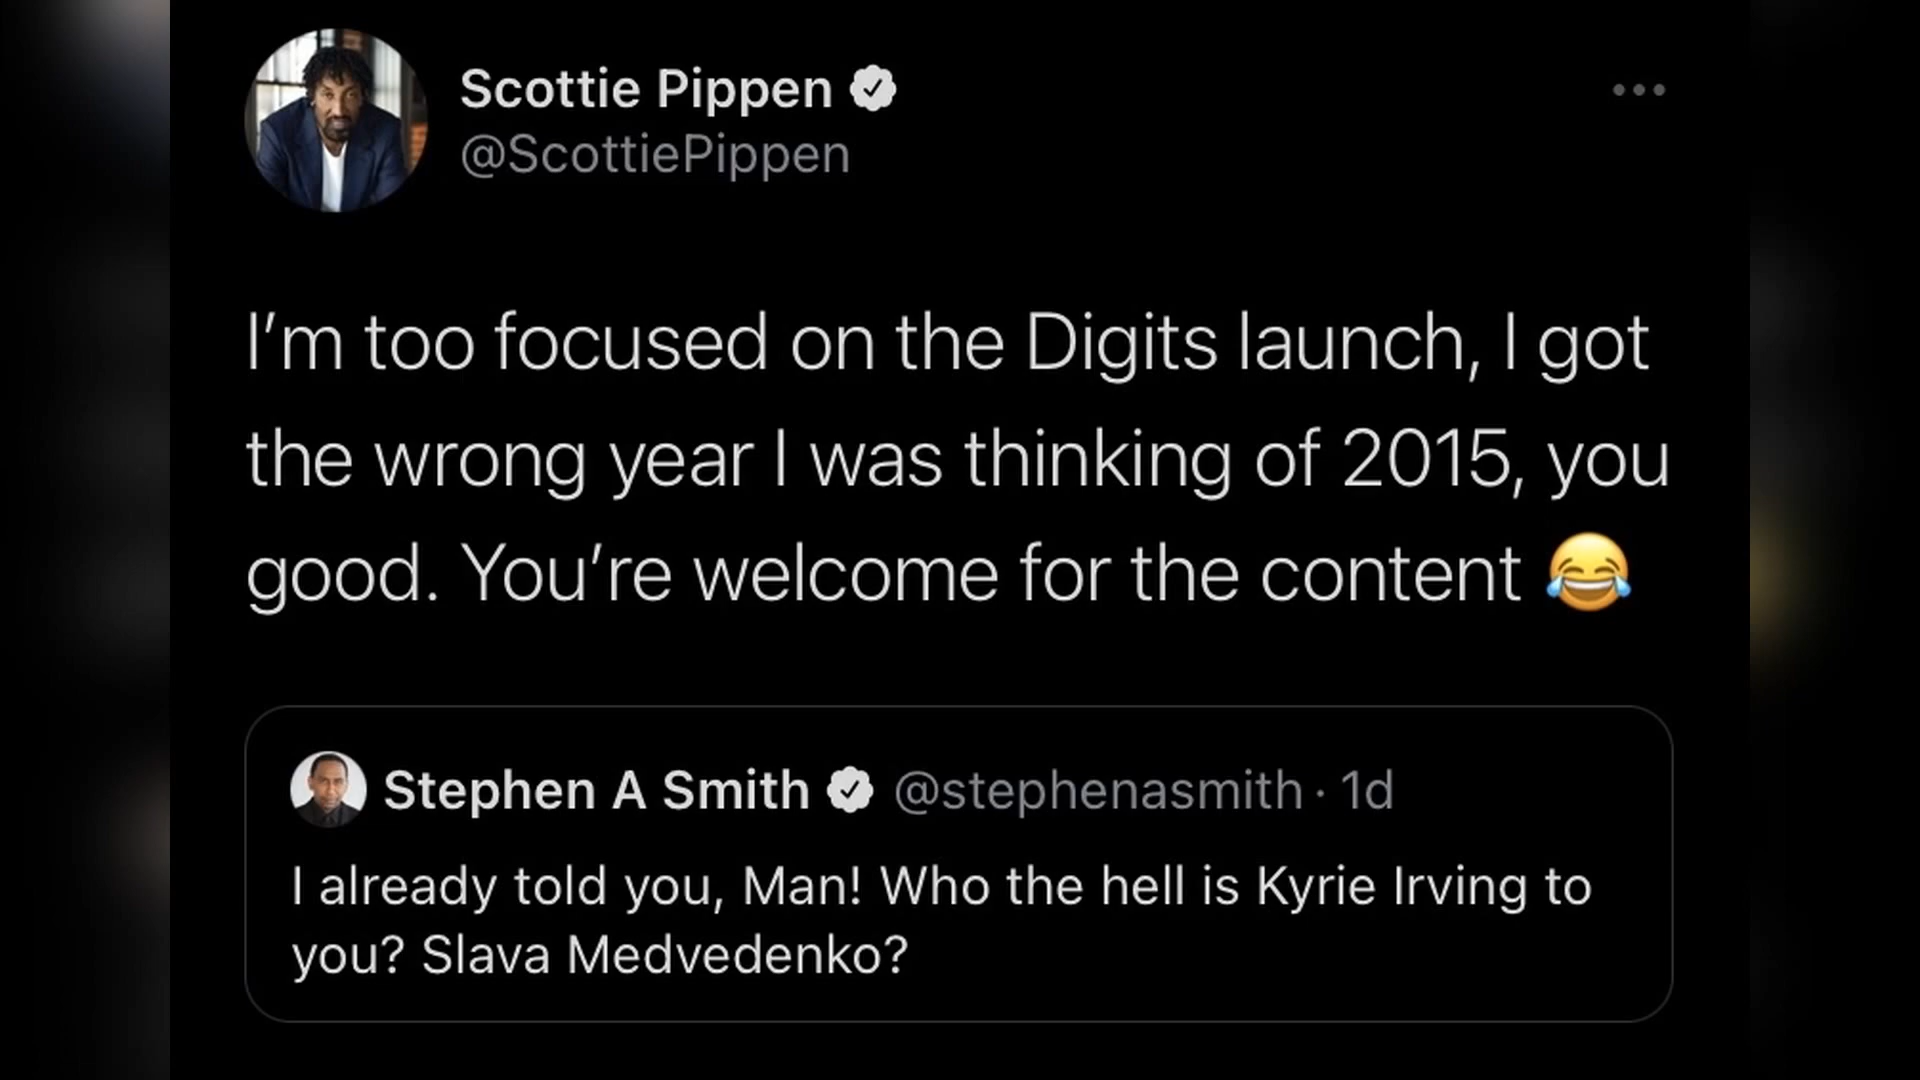 Scottie Pippen
@ScottiePippen
I’m too focused on the Digits launch, I got
the wrong year I was thinking of 2015, you
good. You’re welcome for the content 😂
Stephen A Smith @stephenasmith · 1d
I already told you, Man! Who the hell is Kyrie Irving to
you? Slava Medvedenko?